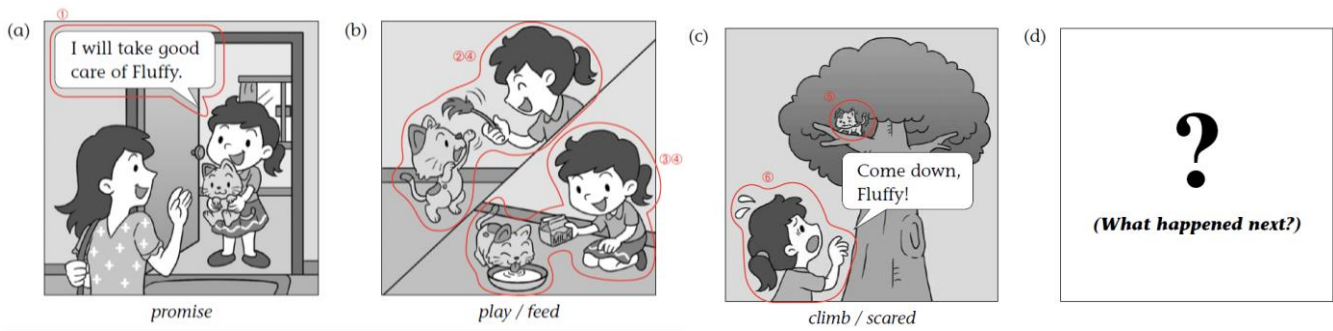 (a)
①
I will take good
care of Fluffy.
promise
(b)
②④
③④
MILK
play / feed
(c)
⑤
⑥
Come down,
Fluffy!
climb / scared
(d)
?
(What happened next?)